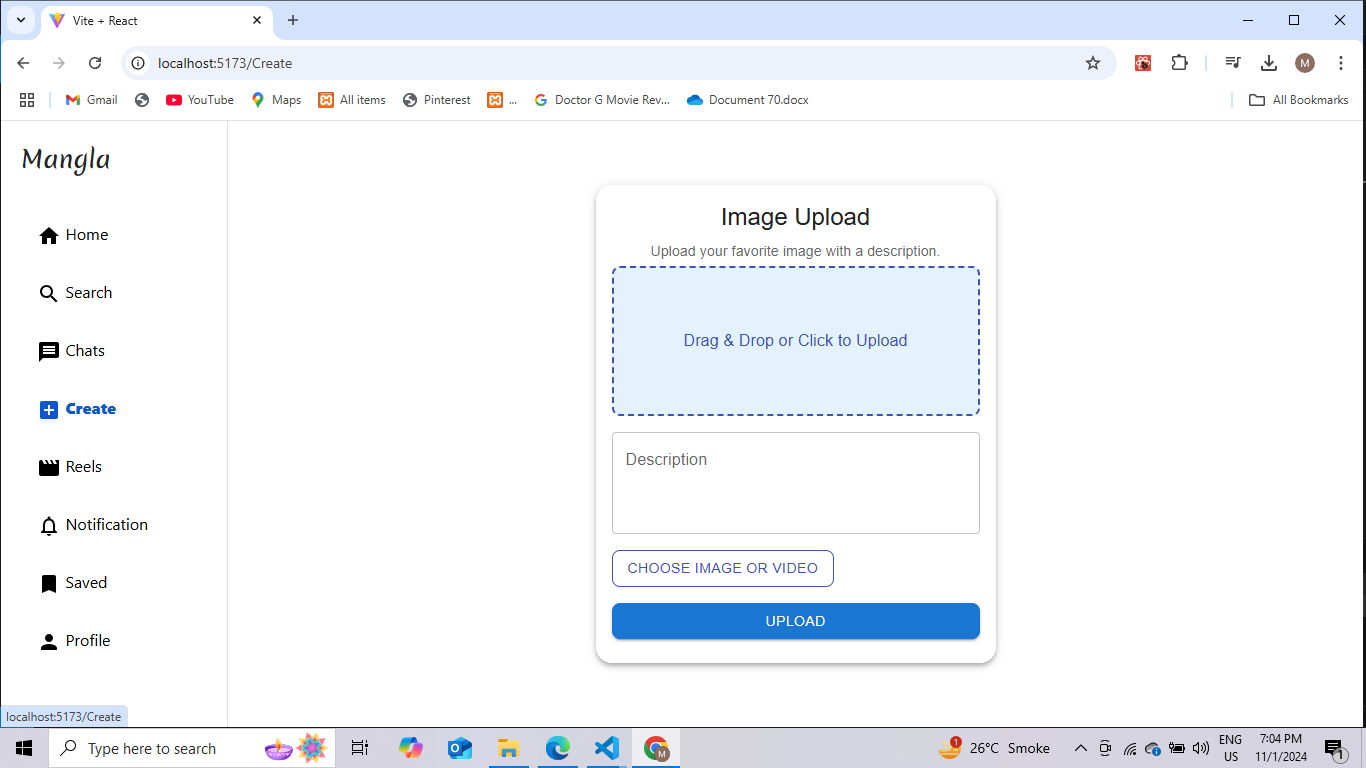 Vite + React
localhost:5173/Create
M
Gmail
YouTube
Maps
All items
Pinterest
...
Doctor G Movie Rev...
Document 70.docx
All Bookmarks
Mangla
Home
Search
Chats
Create
Reels
Notification
Saved
Profile
Image Upload
Upload your favorite image with a description.
Drag & Drop or Click to Upload
Description
CHOOSE IMAGE OR VIDEO
UPLOAD
localhost:5173/Create
Type here to search
M
1
26°C Smoke
ENG
US
7:04 PM
11/1/2024
1